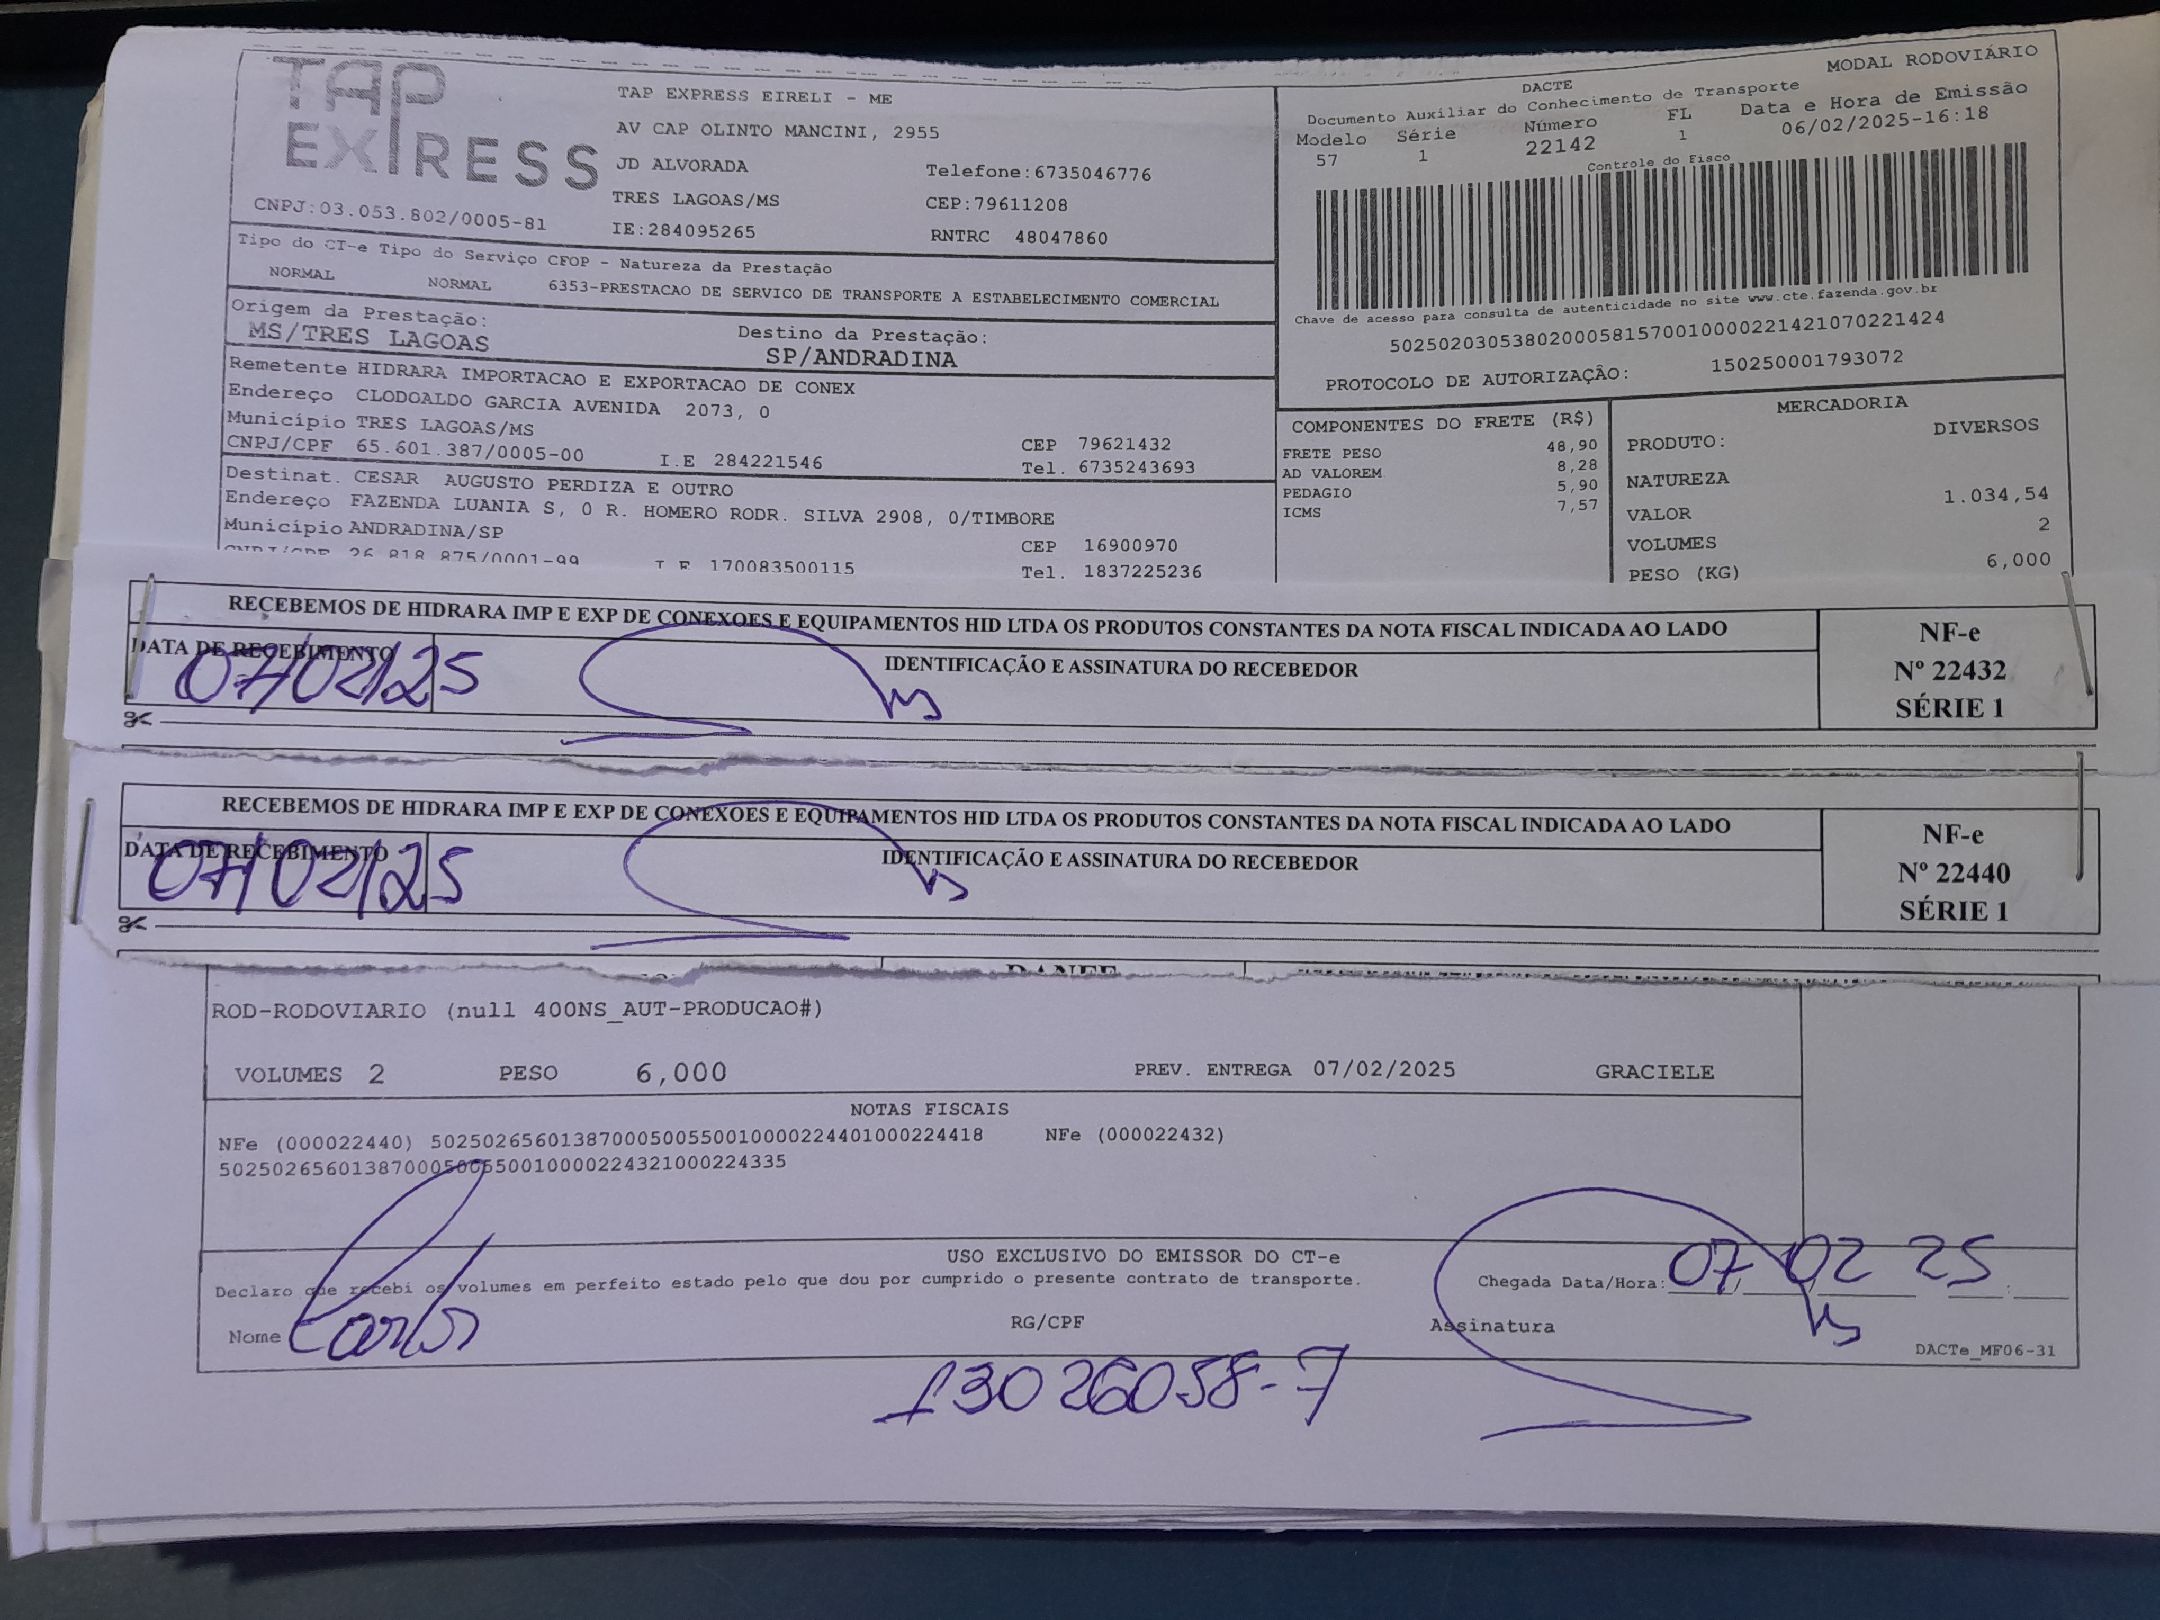 TAP
EXPRESS
CNPJ:03.053.802/0005-81
TAP EXPRESS EIRELI - ME
AV CAP OLINTO MANCINI, 2955
JD ALVORADA Telefone:6735046776
TRES LAGOAS/MS CEP:79611208
IE:284095265 RNTRC 48047860
MODAL RODOVIÁRIO
DACTE
Documento Auxiliar do Conhecimento de Transporte
Modelo Série Número FL Data e Hora de Emissão
57 1 22142 1 06/02/2025-16:18
Controle do Fisco
Chave de acesso para consulta de autenticidade no site www.cte.fazenda.gov.br
50250203053802000581570010000221421070221424
PROTOCOLO DE AUTORIZAÇÃO: 150250001793072
Tipo do CT-e Tipo do Serviço CFOP - Natureza da Prestação
NORMAL NORMAL 6353-PRESTACAO DE SERVICO DE TRANSPORTE A ESTABELECIMENTO COMERCIAL
Origem da Prestação: Destino da Prestação:
MS/TRES LAGOAS SP/ANDRADINA
Remetente HIDRARA IMPORTACAO E EXPORTACAO DE CONEX
Endereço CLODOALDO GARCIA AVENIDA 2073, 0
Município TRES LAGOAS/MS CEP 79621432
CNPJ/CPF 65.601.387/0005-00 I.E 284221546 Tel. 6735243693
Destinat. CESAR AUGUSTO PERDIZA E OUTRO
Endereço FAZENDA LUANIA S, 0 R. HOMERO RODR. SILVA 2908, 0/TIMBORE
Município ANDRADINA/SP CEP 16900970
CNPJ/CPF 26.818.875/0001-99 I.E 170083500115 Tel. 1837225236
COMPONENTES DO FRETE (R$)
FRETE PESO 48,90
AD VALOREM 8,28
PEDAGIO 5,90
ICMS 7,57
MERCADORIA
PRODUTO: DIVERSOS
NATUREZA
VALOR 1.034,54
VOLUMES 2
PESO (KG) 6,000
RECEBEMOS DE HIDRARA IMP E EXP DE CONEXOES E EQUIPAMENTOS HID LTDA OS PRODUTOS CONSTANTES DA NOTA FISCAL INDICADA AO LADO
DATA DE RECEBIMENTO IDENTIFICAÇÃO E ASSINATURA DO RECEBEDOR
07/02/25
NF-e
Nº 22432
SÉRIE 1
RECEBEMOS DE HIDRARA IMP E EXP DE CONEXOES E EQUIPAMENTOS HID LTDA OS PRODUTOS CONSTANTES DA NOTA FISCAL INDICADA AO LADO
DATA DE RECEBIMENTO IDENTIFICAÇÃO E ASSINATURA DO RECEBEDOR
07/02/25
NF-e
Nº 22440
SÉRIE 1
DANFE
ROD-RODOVIARIO (null 400NS_AUT-PRODUCAO#)
VOLUMES 2 PESO 6,000 PREV. ENTREGA 07/02/2025 GRACIELE
NOTAS FISCAIS
NFe (000022440) 50250265601387000500550010000224401000224418 NFe (000022432)
50250265601387000500550010000224321000224335
USO EXCLUSIVO DO EMISSOR DO CT-e
Declaro que recebi os volumes em perfeito estado pelo que dou por cumprido o presente contrato de transporte. Chegada Data/Hora: 07 02 25
Nome Carlos RG/CPF Assinatura
DACTe_MF06-31
13026058-7